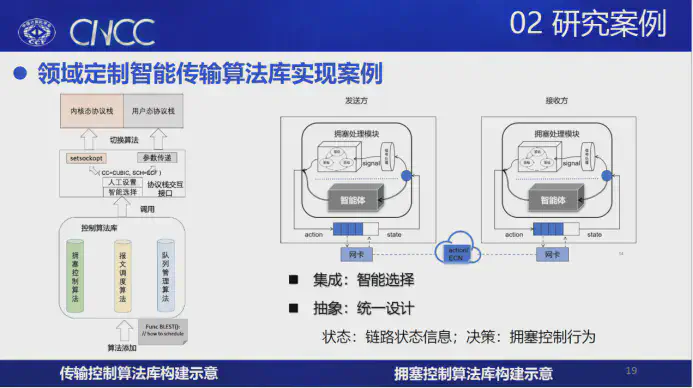 CNCC
02 研究案例
领域定制智能传输算法库实现案例
内核态协议栈
用户态协议栈
切换算法
setsockopt
参数传递
(CC=CUBIC, SCH=ECF)
人工设置
智能选择
协议栈交互接口
调用
控制算法库
拥塞控制算法
报文调度算法
队列管理算法
Func BLEST():
// how to schedule
算法添加
发送方
拥塞处理模块
signal
智能体
action
state
网卡
action/
ECN
接收方
拥塞处理模块
signal
智能体
action
state
网卡
集成：智能选择
抽象：统一设计
状态：链路状态信息；决策：拥塞控制行为
传输控制算法库构建示意
拥塞控制算法库构建示意
19